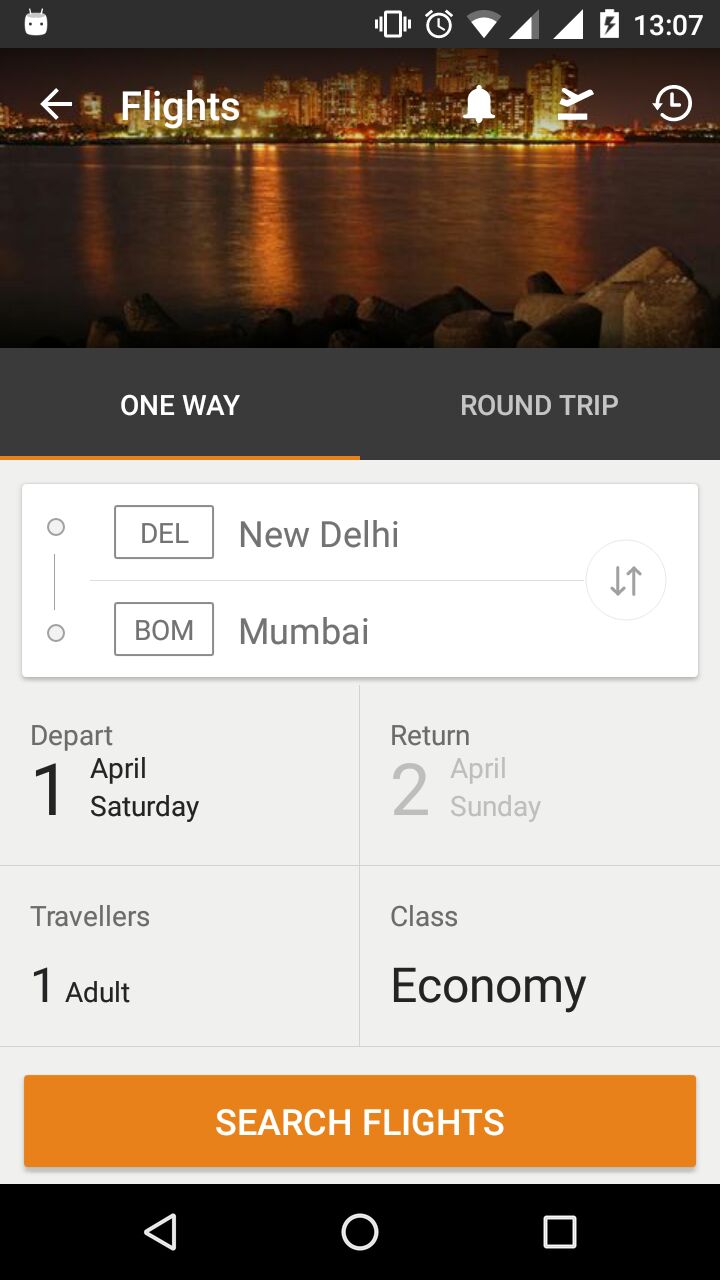 13:07
Flights
ONE WAY
ROUND TRIP
DEL New Delhi
BOM Mumbai
Depart
1 April
Saturday
Return
2 April
Sunday
Travellers
1 Adult
Class
Economy
SEARCH FLIGHTS